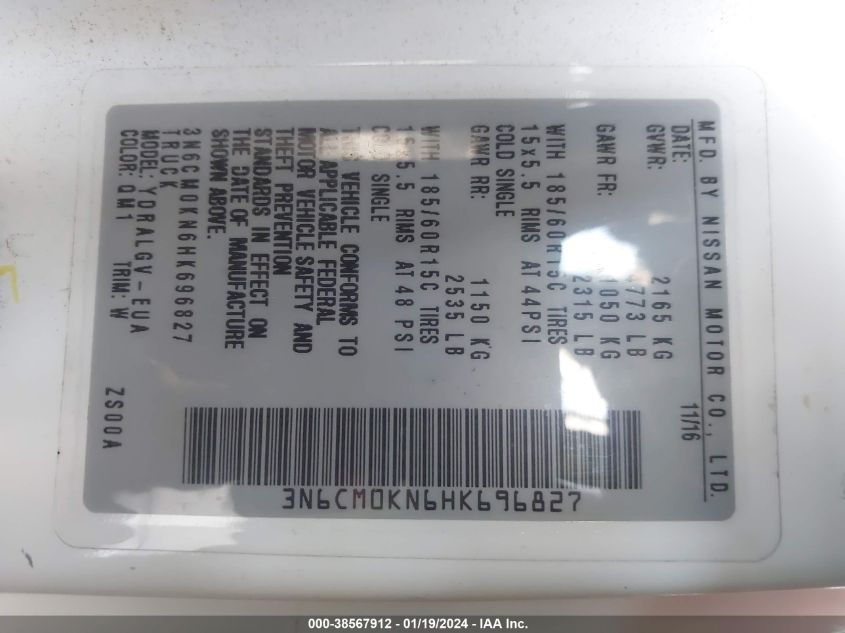 MFD. BY NISSAN MOTOR CO., LTD.
DATE: 11/16
GVWR: 2165 KG
4773 LB
GAWR FR: 1050 KG
2315 LB
WITH 185/60R15C TIRES
15x5.5 RIMS AT 44PSI
COLD SINGLE
GAWR RR: 1150 KG
2535 LB
WITH 185/60R15C TIRES
15x5.5 RIMS AT 48 PSI
COLD SINGLE
VEHICLE CONFORMS TO
ALL APPLICABLE FEDERAL
MOTOR VEHICLE SAFETY AND
THEFT PREVENTION
STANDARDS IN EFFECT ON
THE DATE OF MANUFACTURE
SHOWN ABOVE.
3N6CM0KN6HK696827
TRUCK
MODEL: YDRALGV-EUA
COLOR: QM1 TRIM: W
ZS00A
3N6CM0KN6HK696827
000-38567912 - 01/19/2024 - IAA Inc.